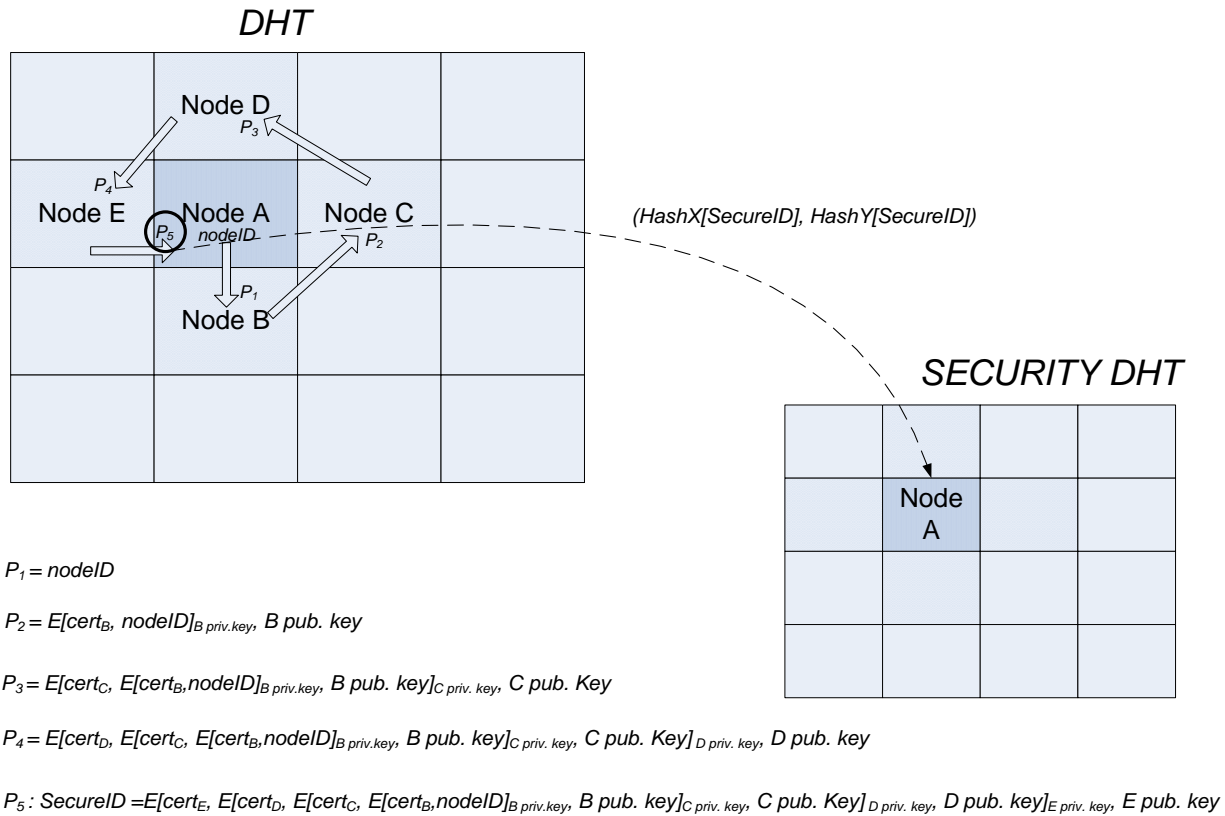 DHT
Node D
P3
P4
Node E
Node A
Node C
P5
nodeID
P2
(HashX[SecureID], HashY[SecureID])
P1
Node B
SECURITY DHT
Node
A
P1 = nodeID
P2 = E[certB, nodeID]B priv.key, B pub. key
P3 = E[certC, E[certB,nodeID]B priv.key, B pub. key]C priv. key, C pub. Key
P4 = E[certD, E[certC, E[certB,nodeID]B priv.key, B pub. key]C priv. key, C pub. Key] D priv. key, D pub. key
P5 : SecureID =E[certE, E[certD, E[certC, E[certB,nodeID]B priv.key, B pub. key]C priv. key, C pub. Key] D priv. key, D pub. key]E priv. key, E pub. key